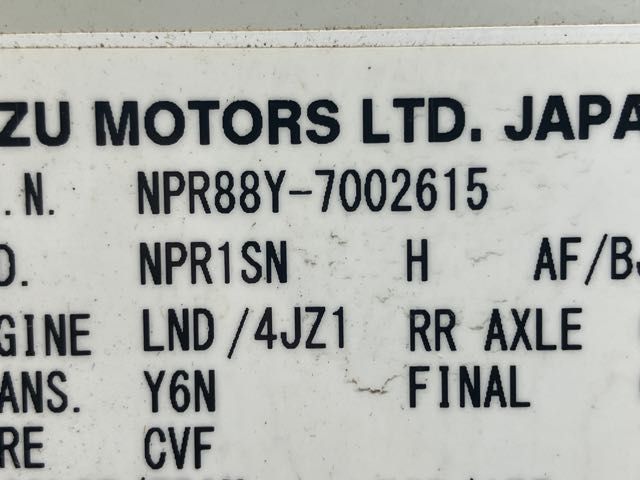 ZU MOTORS LTD. JAPA
.N. NPR88Y-7002615
D. NPR1SN H AF/BJ
GINE LND/4JZ1 RR AXLE
ANS. Y6N FINAL
RE CVF